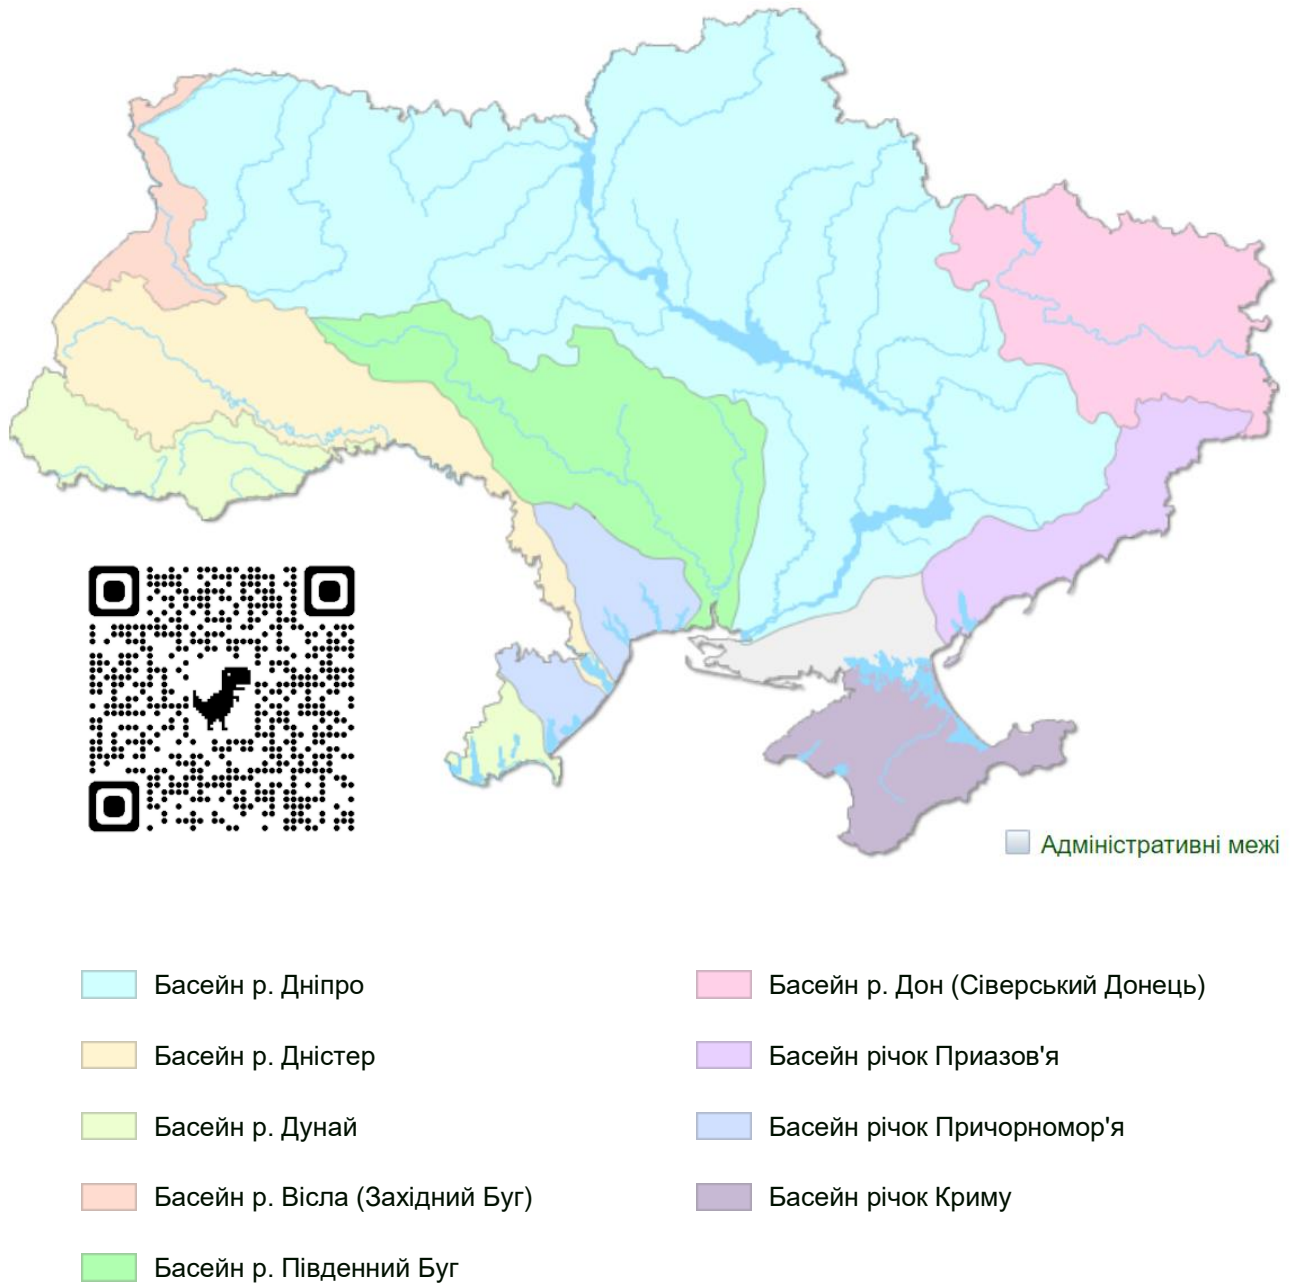 Адміністративні межі
Басейн р. Дніпро
Басейн р. Дністер
Басейн р. Дунай
Басейн р. Вісла (Західний Буг)
Басейн р. Південний Буг
Басейн р. Дон (Сіверський Донець)
Басейн річок Приазов'я
Басейн річок Причорномор'я
Басейн річок Криму